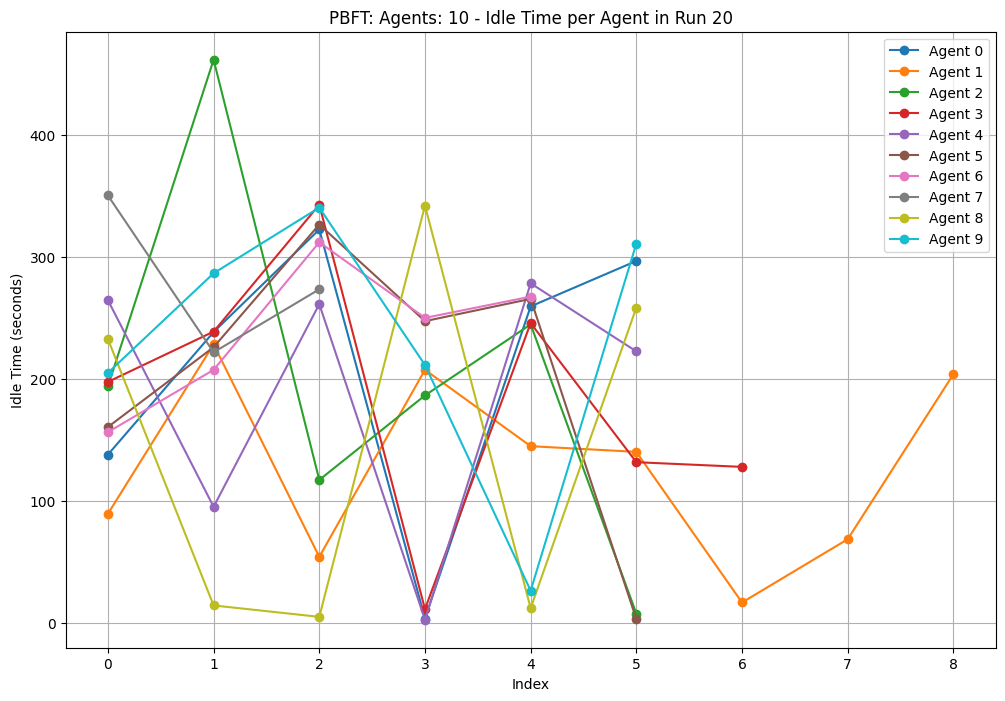 PBFT: Agents: 10 - Idle Time per Agent in Run 20
Agent 0
Agent 1
Agent 2
Agent 3
Agent 4
Agent 5
Agent 6
Agent 7
Agent 8
Agent 9
Idle Time (seconds)
400
300
200
100
0
0 1 2 3 4 5 6 7 8
Index